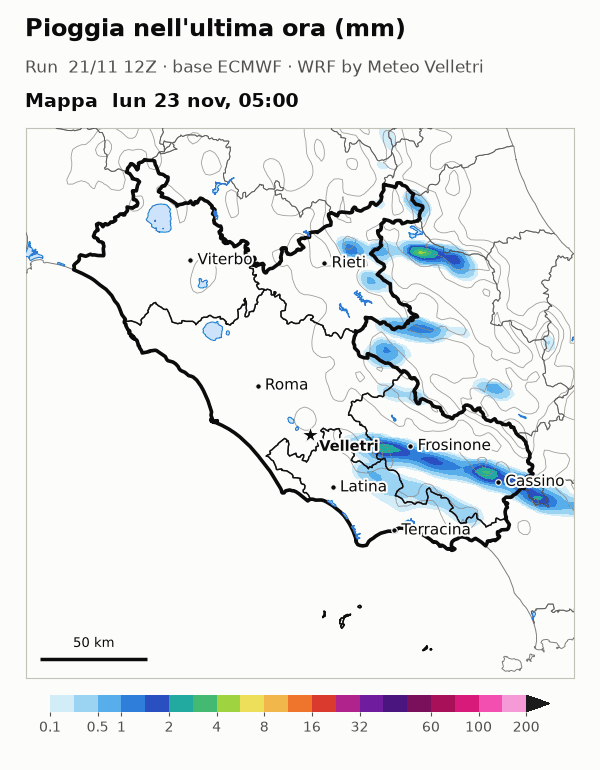 Pioggia nell'ultima ora (mm)
Run  21/11 12Z · base ECMWF · WRF by Meteo Velletri
Mappa  lun 23 nov, 05:00
Viterbo
Rieti
Roma
Velletri
Frosinone
Cassino
Latina
Terracina
50 km
0.1 0.5 1 2 4 8 16 32 60 100 200